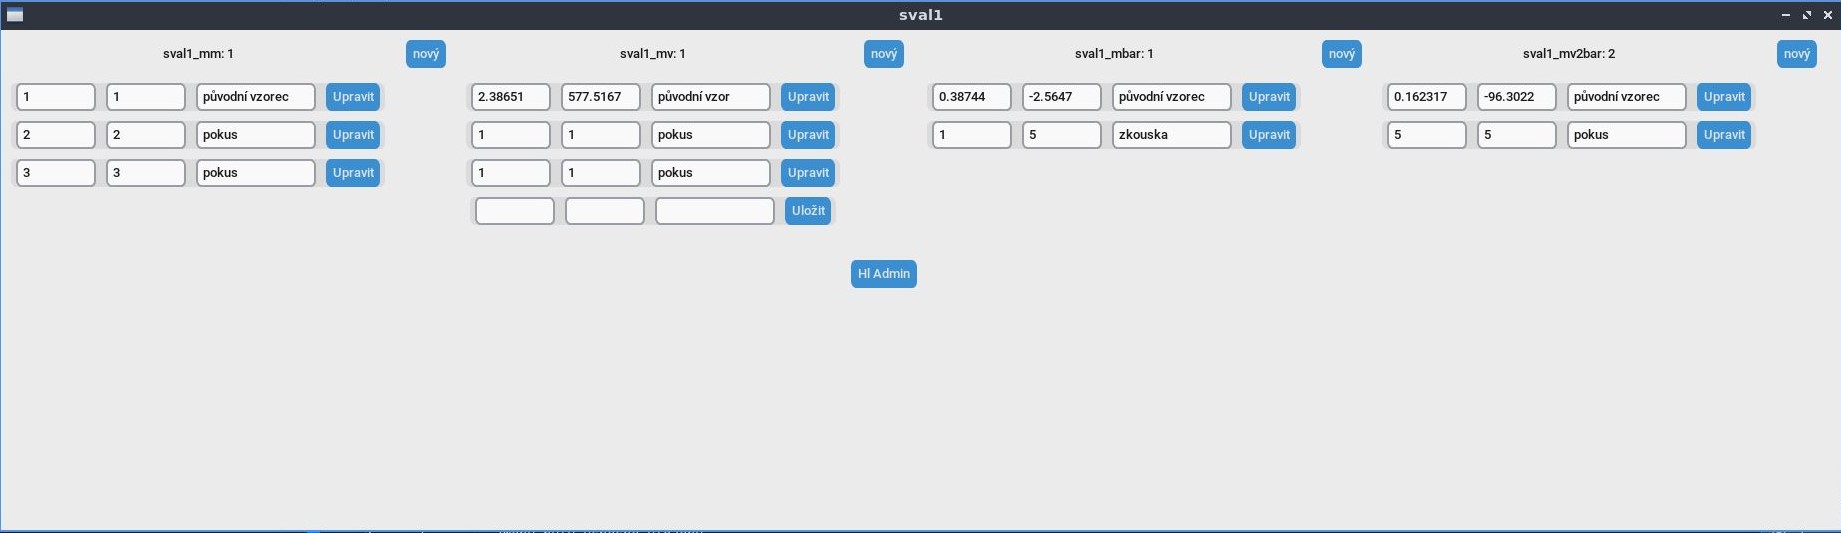 sval1
sval1_mm: 1 nový sval1_mv: 1 nový sval1_mbar: 1 nový sval1_mv2bar: 2 nový
1 1 původní vzorec Upravit 2.38651 577.5167 původní vzor Upravit 0.38744 -2.5647 původní vzorec Upravit 0.162317 -96.3022 původní vzorec Upravit
2 2 pokus Upravit 1 1 pokus Upravit 1 5 zkouska Upravit 5 5 pokus Upravit
3 3 pokus Upravit 1 1 pokus Upravit
Uložit
Hl Admin